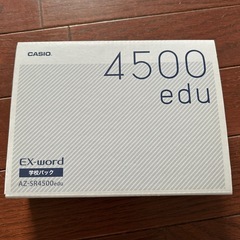 CASIO
4500
edu
EX-word
学校パック
AZ-SR4500edu